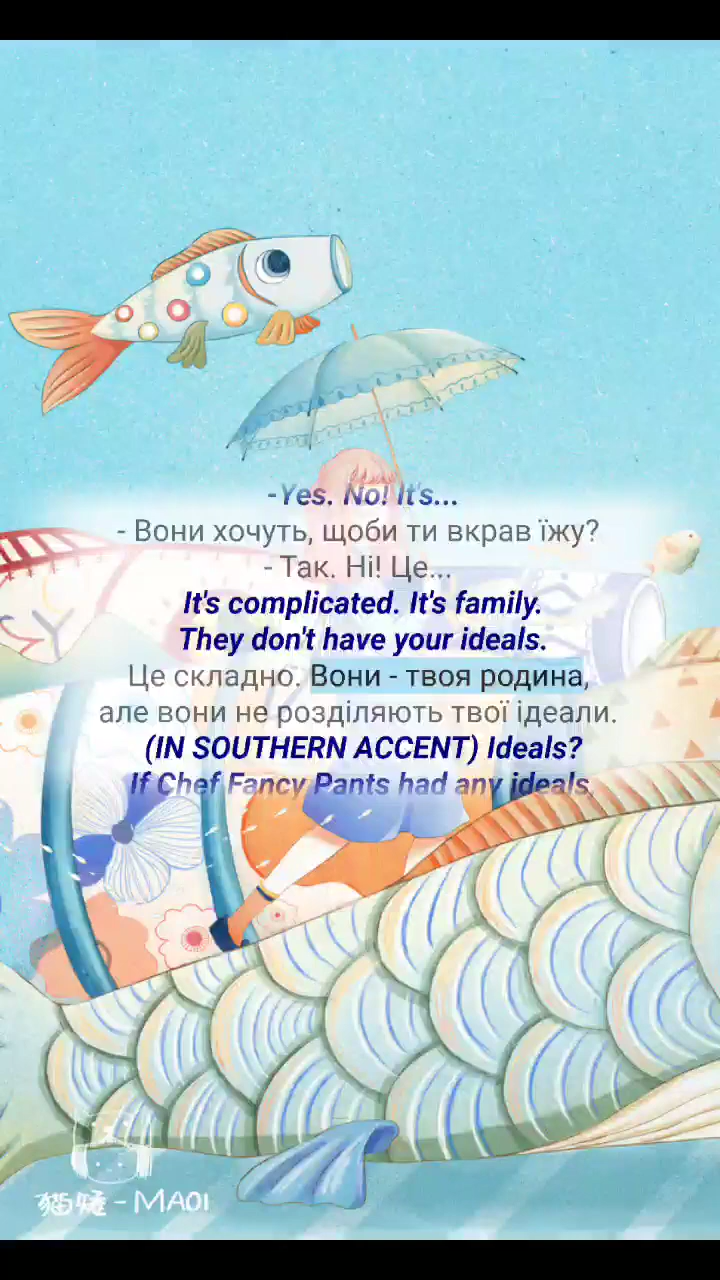 -Yes. No! It's...
- Вони хочуть, щоби ти вкрав їжу?
- Так. Ні! Це...
It's complicated. It's family.
They don't have your ideals.
Це складно. Вони - твоя родина,
але вони не розділяють твої ідеали.
(IN SOUTHERN ACCENT) Ideals?
If Chef Fancy Pants had any ideals,
貓煙-MAOI